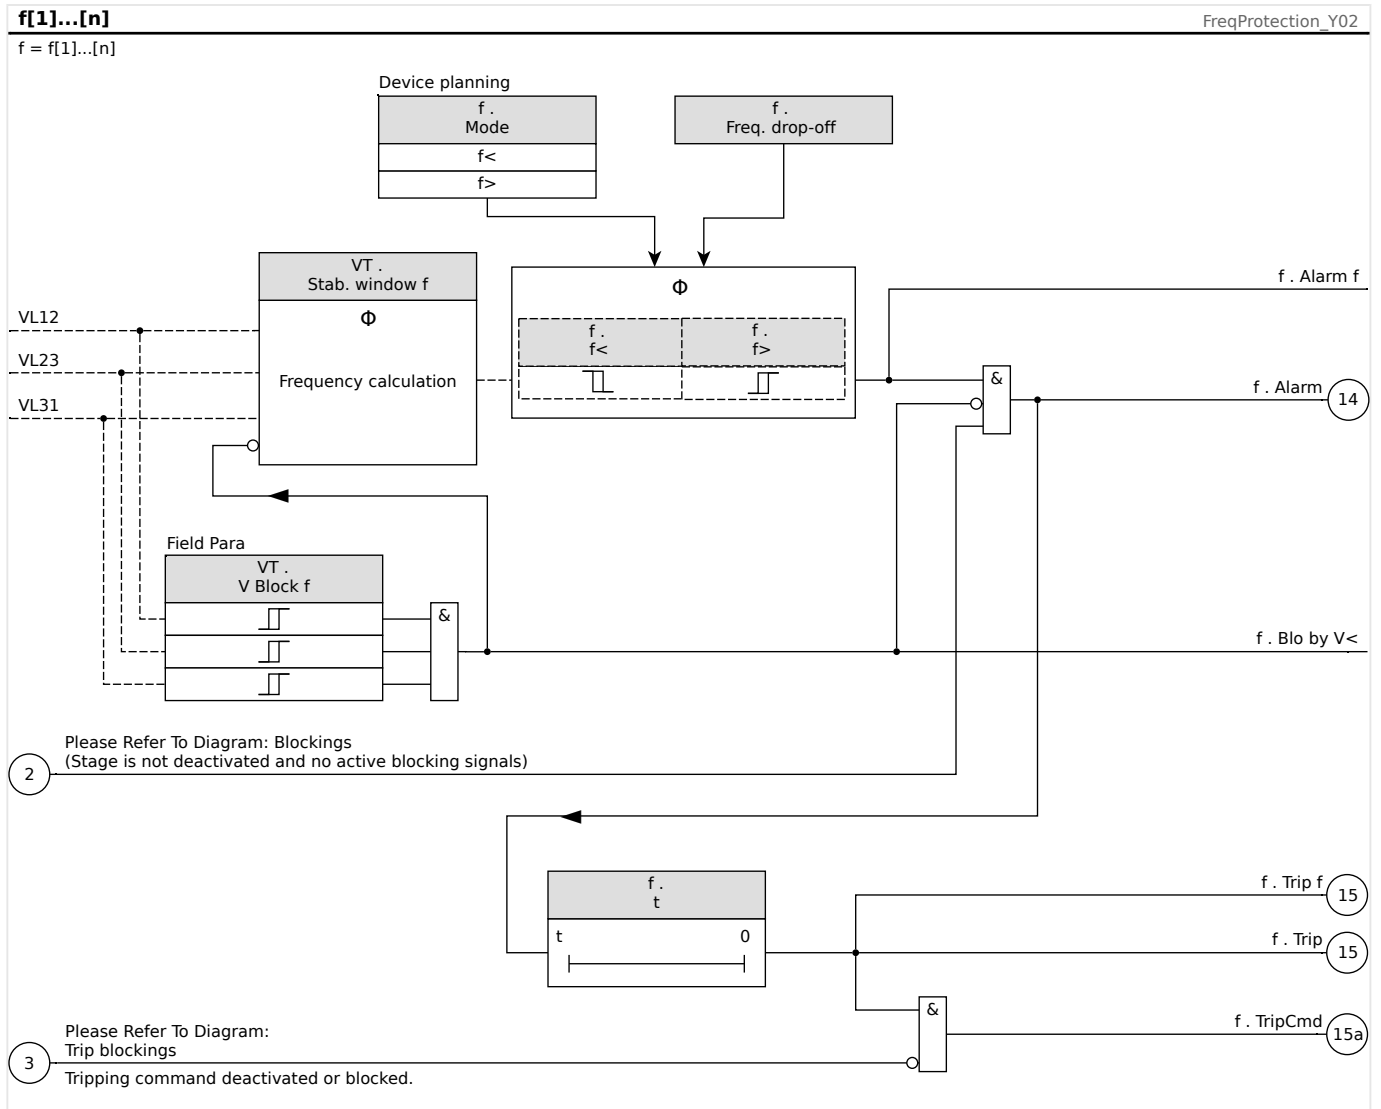 f[1]...[n]
FreqProtection_Y02
f = f[1]...[n]
Device planning
f .
Mode
f<
f>
f .
Freq. drop-off
VT .
Stab. window f
Φ
Frequency calculation
VL12
VL23
VL31
Φ
f .
f<
f .
f>
f . Alarm f
&
f . Alarm
14
Field Para
VT .
V Block f
&
f . Blo by V<
Please Refer To Diagram: Blockings
(Stage is not deactivated and no active blocking signals)
2
f .
t
t
0
f . Trip f
15
f . Trip
15
&
f . TripCmd
15a
Please Refer To Diagram:
Trip blockings
3
Tripping command deactivated or blocked.